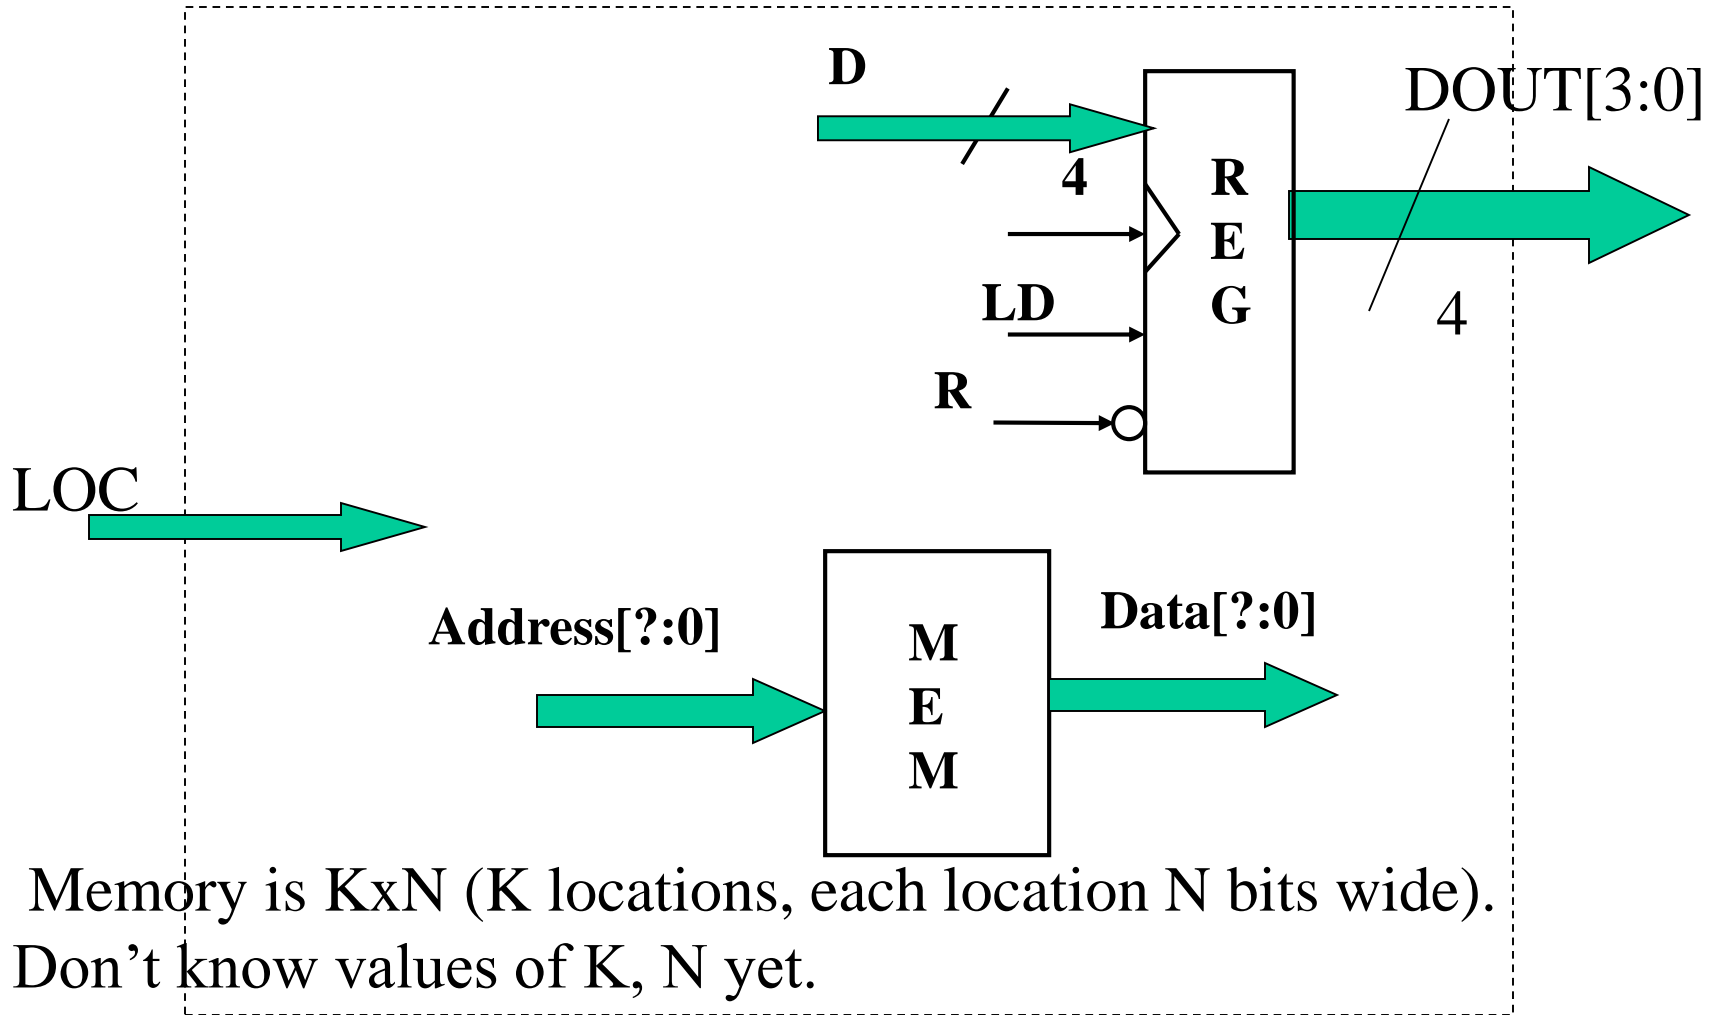 D
DOUT[3:0]
4
R
E
G
LD
4
R
LOC
Address[?:0]
Data[?:0]
M
E
M
Memory is KxN (K locations, each location N bits wide).
Don’t know values of K, N yet.